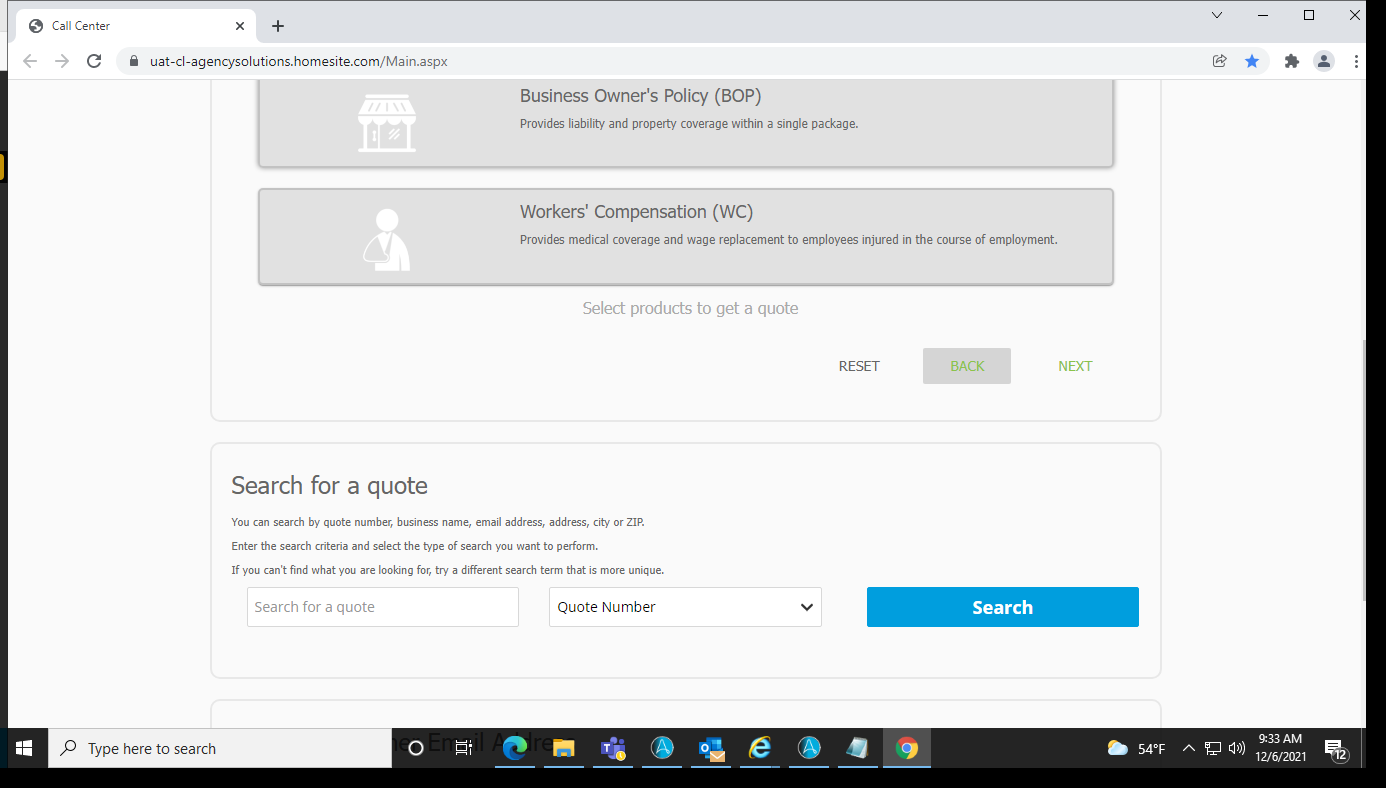 Call Center
uat-cl-agencysolutions.homesite.com/Main.aspx
Business Owner's Policy (BOP)
Provides liability and property coverage within a single package.
Workers' Compensation (WC)
Provides medical coverage and wage replacement to employees injured in the course of employment.
Select products to get a quote
RESET BACK NEXT
Search for a quote
You can search by quote number, business name, email address, address, city or ZIP.
Enter the search criteria and select the type of search you want to perform.
If you can't find what you are looking for, try a different search term that is more unique.
Search for a quote Quote Number Search
Type here to search
Email
54°F
9:33 AM
12/6/2021
12